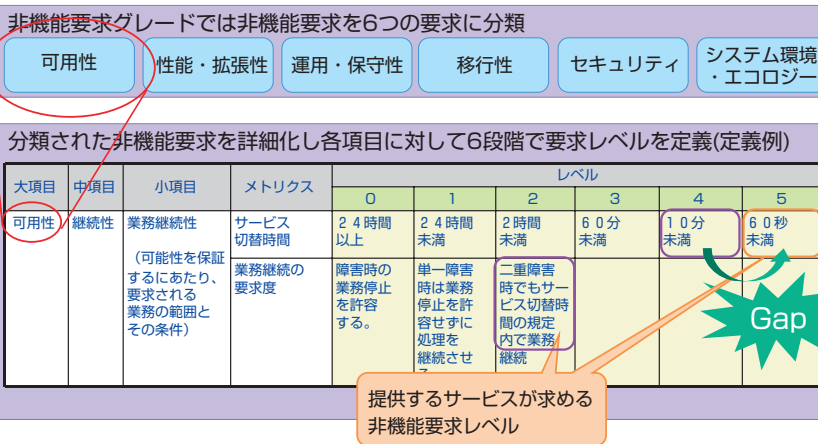 非機能要求グレードでは非機能要求を6つの要求に分類
可用性
性能・拡張性
運用・保守性
移行性
セキュリティ
システム環境
・エコロジー
分類された非機能要求を詳細化し各項目に対して6段階で要求レベルを定義(定義例)
大項目
中項目
小項目
メトリクス
レベル
0
1
2
3
4
5
可用性
継続性
業務継続性
(可能性を保証
するにあたり、
要求される
業務の範囲と
その条件)
サービス
切替時間
24時間
以上
24時間
未満
2時間
未満
60分
未満
10分
未満
60秒
未満
業務継続の
要求度
障害時の
業務停止
を許容
する。
単一障害
時は業務
停止を許
容せずに
処理を
継続させ
二重障害
時でもサー
ビス切替時
間の規定
内で業務
継続
Gap
提供するサービスが求める
非機能要求レベル